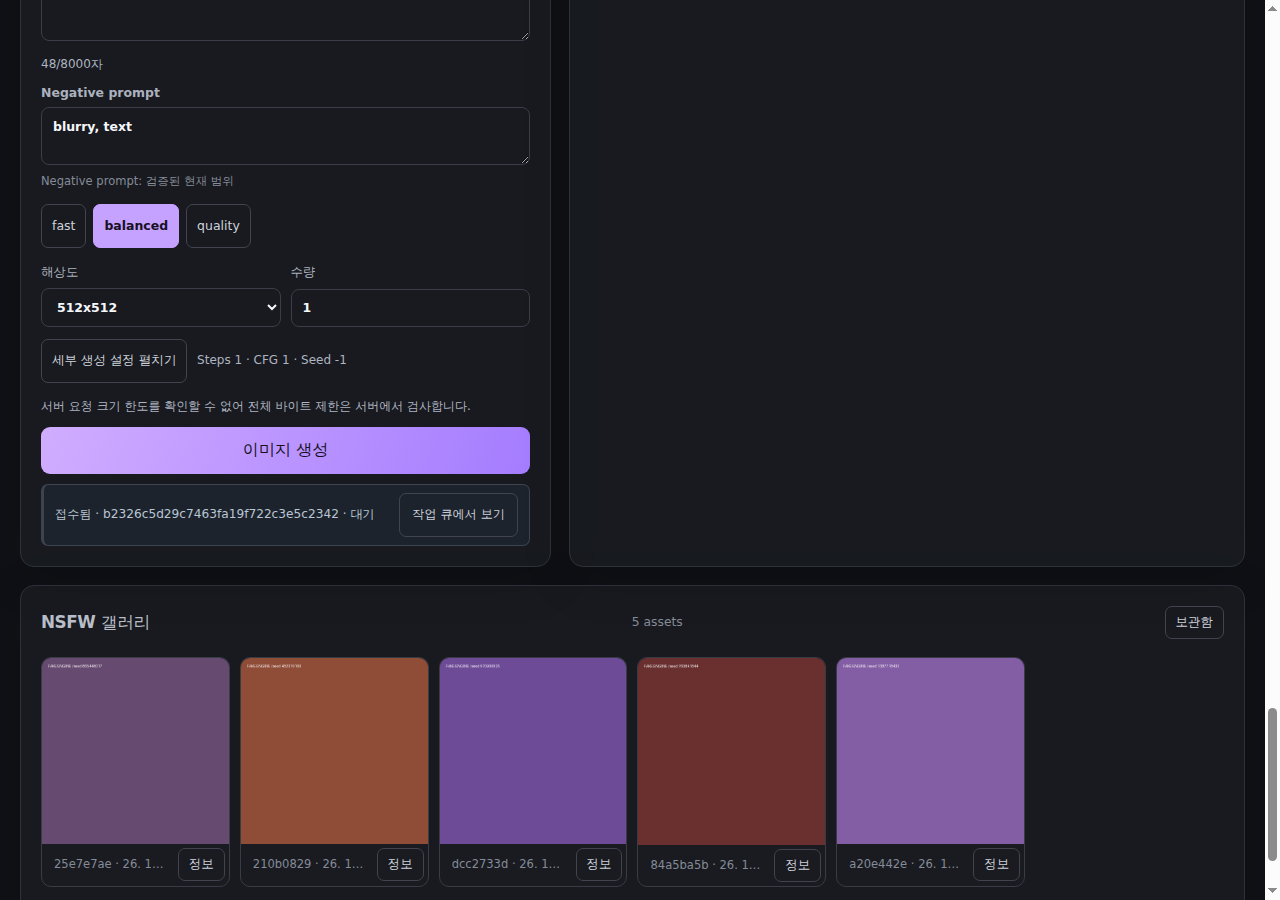 48/8000자
Negative prompt
blurry, text
Negative prompt: 검증된 현재 범위
fast balanced quality
해상도 수량
512x512 1
세부 생성 설정 펼치기 Steps 1 · CFG 1 · Seed -1
서버 요청 크기 한도를 확인할 수 없어 전체 바이트 제한은 서버에서 검사합니다.
이미지 생성
접수됨 · b2326c5d29c7463fa19f722c3e5c2342 · 대기 작업 큐에서 보기
NSFW 갤러리 5 assets 보관함
25e7e7ae · 26. 1… 정보 210b0829 · 26. 1… 정보 dcc2733d · 26. 1… 정보 84a5ba5b · 26. 1… 정보 a20e442e · 26. 1… 정보